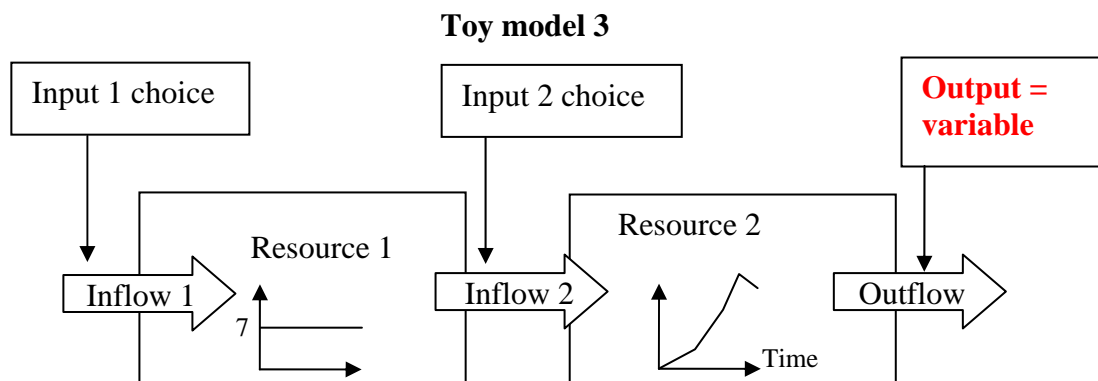 Toy model 3
Input 1 choice
Input 2 choice
Output =
variable
Resource 1
Resource 2
Inflow 1
7
Inflow 2
Time
Outflow